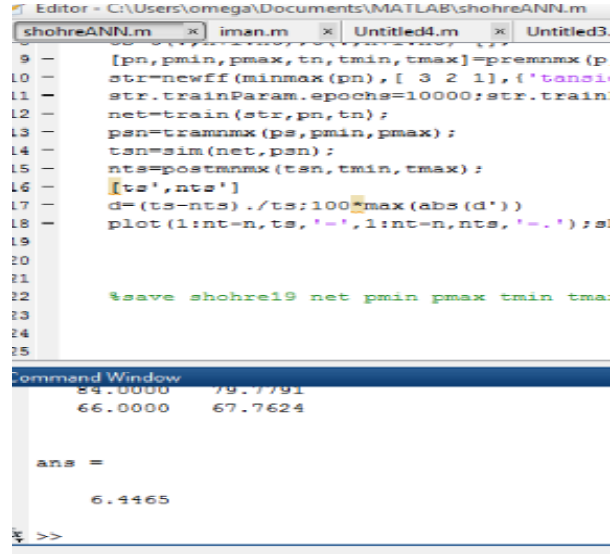 Editor - C:\Users\omega\Documents\MATLAB\shohreANN.m
shohreANN.m × iman.m × Untitled4.m × Untitled3.
9 - [pn,pmin,pmax,tn,tmin,tmax]=premnmx(p
10 - str=newff(minmax(pn),[ 3 2 1],{'tansi
11 - str.trainParam.epochs=10000;str.train
12 - net=train(str,pn,tn);
13 - psn=tramnmx(ps,pmin,pmax);
14 - tsn=sim(net,psn);
15 - nts=postmnmx(tsn,tmin,tmax);
16 - [ts',nts']
17 - d=(ts-nts)./ts;100*max(abs(d'))
18 - plot(1:nt-n,ts,'-',1:nt-n,nts,'-.');
19
20
21
22 %save shohre19 net pmin pmax tmin tma
23
24
25
Command Window
84.0000 79.7791
66.0000 67.7624
ans =
6.4465
>>